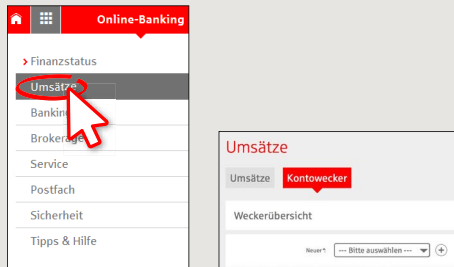 Online-Banking
Finanzstatus
Umsätze
Banking
Brokerage
Service
Postfach
Sicherheit
Tipps & Hilfe
Umsätze
Umsätze Kontowecker
Weckerübersicht
Neuer*: --- Bitte auswählen ---